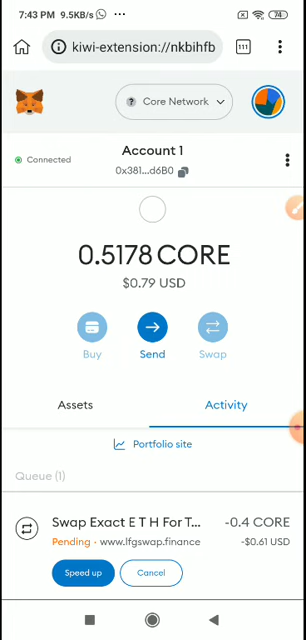 7:43 PM 9.5KB/s ... 74
kiwi-extension://nkbihfb 111
? Core Network
Connected
Account 1
0x381...d6B0
0.5178 CORE
$0.79 USD
Buy Send Swap
Assets Activity
Portfolio site
Queue (1)
Swap Exact E T H For T... -0.4 CORE
Pending · www.lfgswap.finance -$0.61 USD
Speed up Cancel